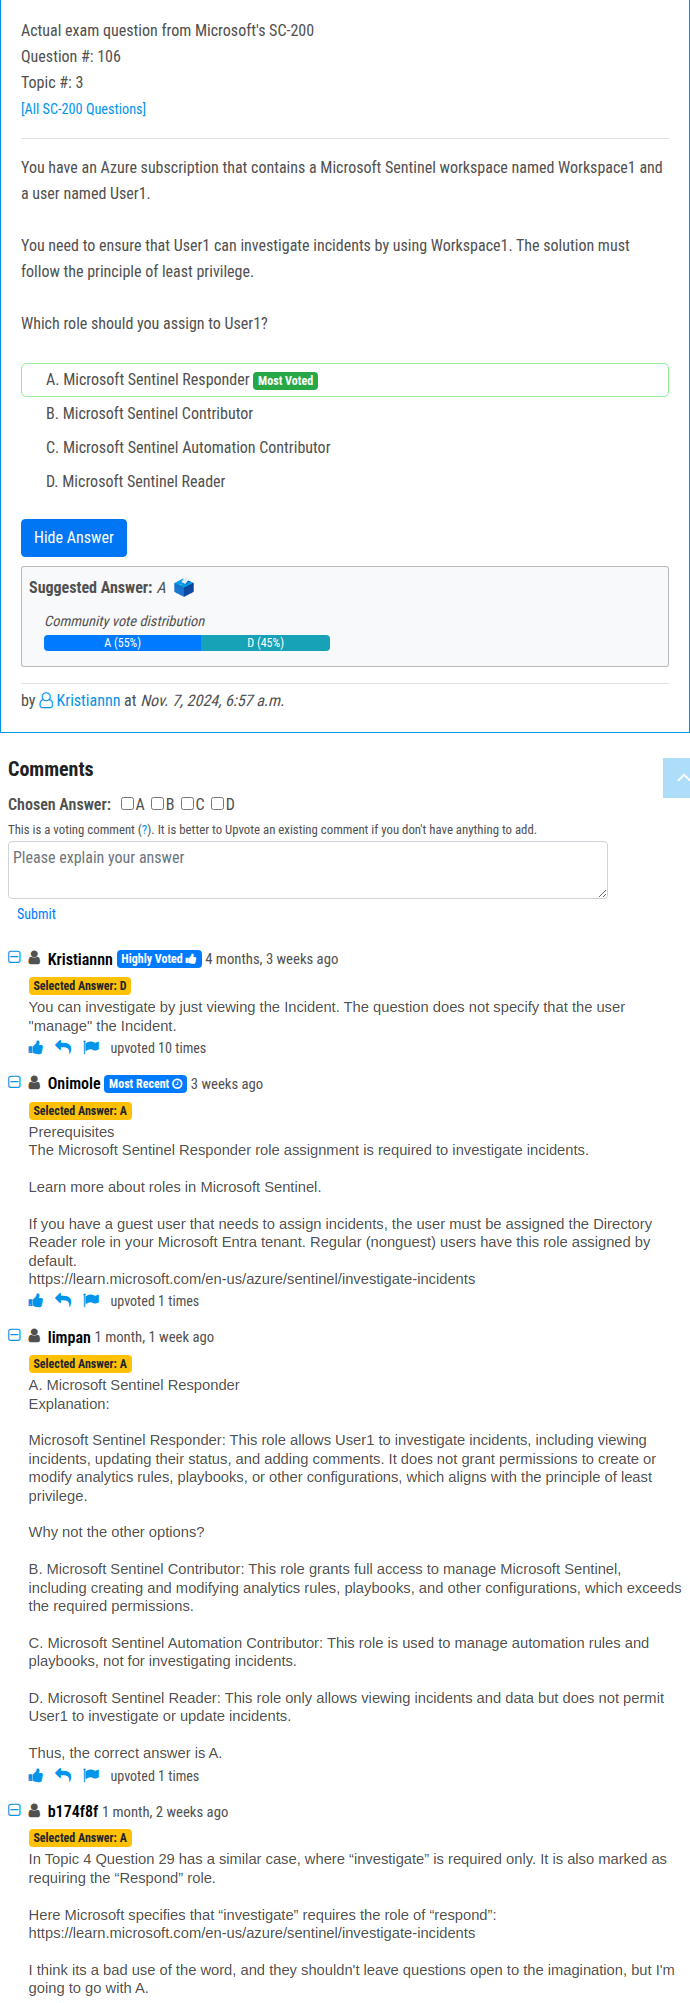 Actual exam question from Microsoft's SC-200
Question #: 106
Topic #: 3
[All SC-200 Questions]
You have an Azure subscription that contains a Microsoft Sentinel workspace named Workspace1 and
a user named User1.
You need to ensure that User1 can investigate incidents by using Workspace1. The solution must
follow the principle of least privilege.
Which role should you assign to User1?
A. Microsoft Sentinel Responder Most Voted
B. Microsoft Sentinel Contributor
C. Microsoft Sentinel Automation Contributor
D. Microsoft Sentinel Reader
Hide Answer
Suggested Answer: A
Community vote distribution
A (55%) D (45%)
by Kristiannn at Nov. 7, 2024, 6:57 a.m.
Comments
Chosen Answer: A B C D
This is a voting comment (?). It is better to Upvote an existing comment if you don't have anything to add.
Please explain your answer
Submit
Kristiannn Highly Voted 4 months, 3 weeks ago
Selected Answer: D
You can investigate by just viewing the Incident. The question does not specify that the user
"manage" the Incident.
upvoted 10 times
Onimole Most Recent 3 weeks ago
Selected Answer: A
Prerequisites
The Microsoft Sentinel Responder role assignment is required to investigate incidents.
Learn more about roles in Microsoft Sentinel.
If you have a guest user that needs to assign incidents, the user must be assigned the Directory
Reader role in your Microsoft Entra tenant. Regular (nonguest) users have this role assigned by
default.
https://learn.microsoft.com/en-us/azure/sentinel/investigate-incidents
upvoted 1 times
limpan 1 month, 1 week ago
Selected Answer: A
A. Microsoft Sentinel Responder
Explanation:
Microsoft Sentinel Responder: This role allows User1 to investigate incidents, including viewing
incidents, updating their status, and adding comments. It does not grant permissions to create or
modify analytics rules, playbooks, or other configurations, which aligns with the principle of least
privilege.
Why not the other options?
B. Microsoft Sentinel Contributor: This role grants full access to manage Microsoft Sentinel,
including creating and modifying analytics rules, playbooks, and other configurations, which exceeds
the required permissions.
C. Microsoft Sentinel Automation Contributor: This role is used to manage automation rules and
playbooks, not for investigating incidents.
D. Microsoft Sentinel Reader: This role only allows viewing incidents and data but does not permit
User1 to investigate or update incidents.
Thus, the correct answer is A.
upvoted 1 times
b174f8f 1 month, 2 weeks ago
Selected Answer: A
In Topic 4 Question 29 has a similar case, where “investigate” is required only. It is also marked as
requiring the “Respond” role.
Here Microsoft specifies that “investigate” requires the role of “respond”:
https://learn.microsoft.com/en-us/azure/sentinel/investigate-incidents
I think its a bad use of the word, and they shouldn't leave questions open to the imagination, but I'm
going to go with A.